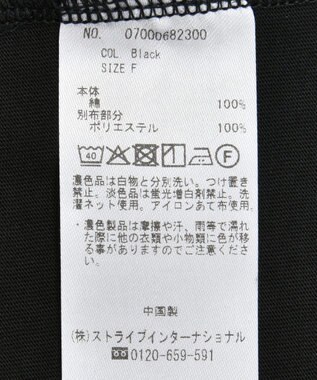 NO. 07000682300
COL Black
SIZE F
本体
綿 100%
別布部分
ポリエステル 100%
40
F
濃色品は白物と分別洗い。つけ置き
禁止。淡色は蛍光増白剤禁止。洗
濯ネット使用。アイロンあて布使用。
・濃色製品は摩擦や汗、雨等で濡れ
た際に他の衣類や小物類に色が移
る事がありますのでご注意くださ
い。
中国製
(株)ストライプインターナショナル
0120-659-591